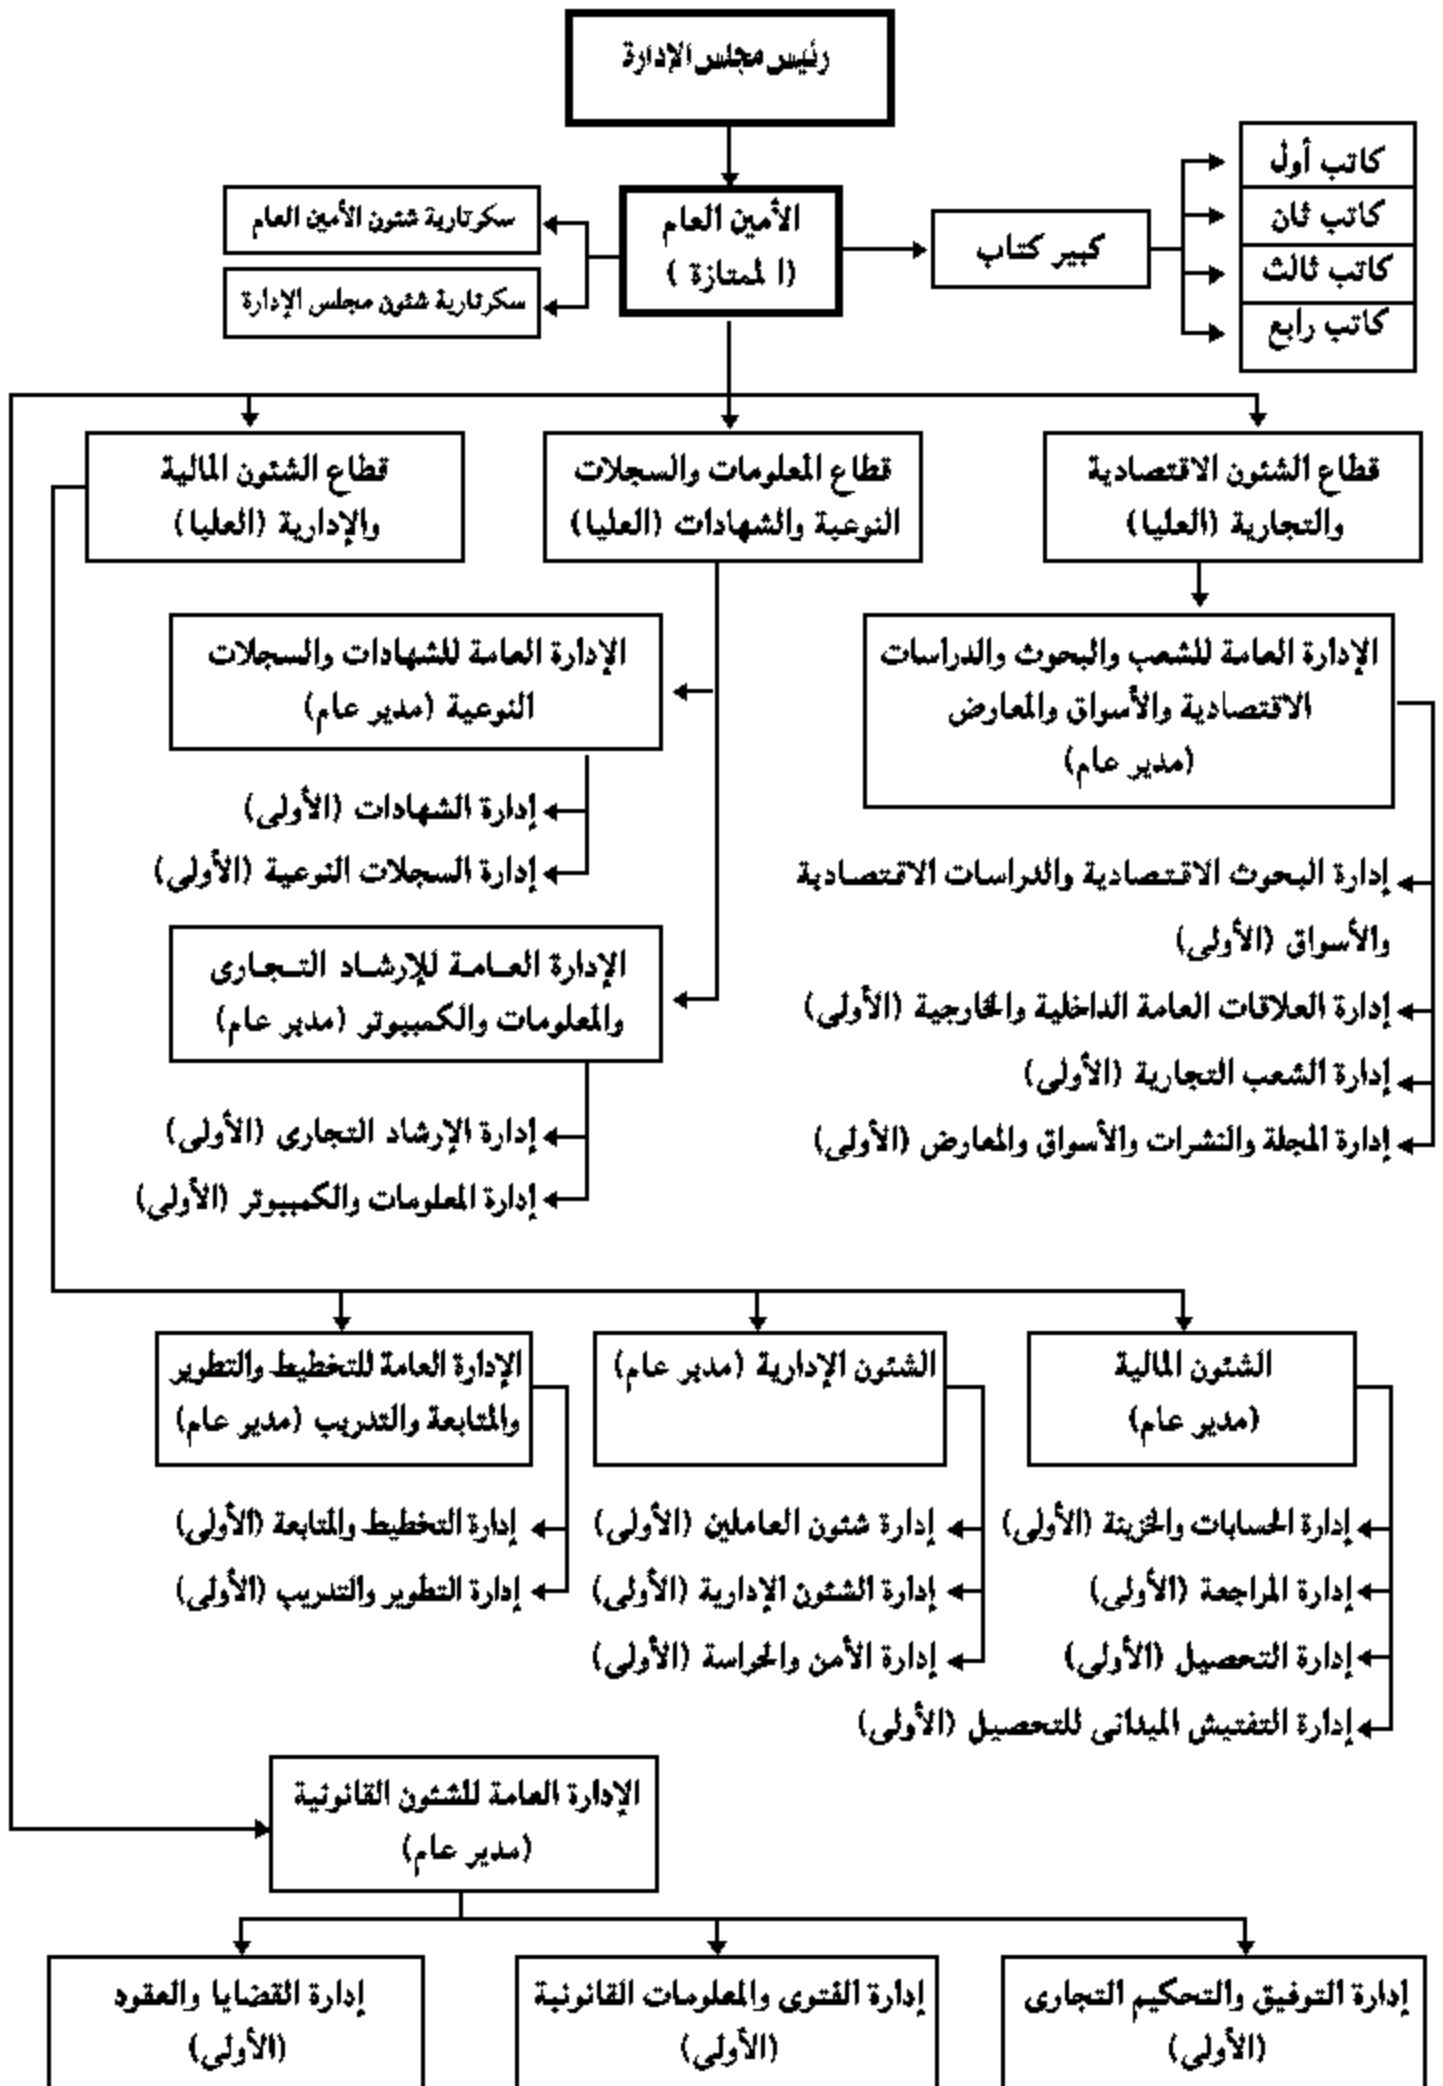 رئيس مجلس الإدارة
الأمين العام
(الممتازة)
كبير كتاب
كاتب أول
كاتب ثان
كاتب ثالث
كاتب رابع
سكرتارية شئون الأمين العام
سكرتارية شئون مجلس الإدارة
قطاع الشئون الاقتصادية
والتجارية (العليا)
قطاع المعلومات والسجلات
النوعية والشهادات (العليا)
قطاع الشئون المالية
والإدارية (العليا)
الإدارة العامة للشعب والبحوث والدراسات
الاقتصادية والأسواق والمعارض
(مدير عام)
إدارة البحوث الاقتصادية والدراسات الاقتصادية
والأسواق (الأولى)
إدارة العلاقات العامة الداخلية والخارجية (الأولى)
إدارة الشعب التجارية (الأولى)
إدارة المجلة والنشرات والأسواق والمعارض (الأولى)
الإدارة العامة للشهادات والسجلات
النوعية (مدير عام)
إدارة الشهادات (الأولى)
إدارة السجلات النوعية (الأولى)
الإدارة العامة للإرشاد التجارى
والمعلومات والكمبيوتر (مدير عام)
إدارة الإرشاد التجارى (الأولى)
إدارة المعلومات والكمبيوتر (الأولى)
الشئون المالية
(مدير عام)
إدارة الحسابات والخزينة (الأولى)
إدارة المراجعة (الأولى)
إدارة التحصيل (الأولى)
إدارة التفتيش الميدانى للتحصيل (الأولى)
الشئون الإدارية (مدير عام)
إدارة شئون العاملين (الأولى)
إدارة الشئون الإدارية (الأولى)
إدارة الأمن والحراسة (الأولى)
الإدارة العامة للتخطيط والتطوير
والمتابعة والتدريب (مدير عام)
إدارة التخطيط والمتابعة (الأولى)
إدارة التطوير والتدريب (الأولى)
الإدارة العامة للشئون القانونية
(مدير عام)
إدارة التوفيق والتحكيم التجارى
(الأولى)
إدارة الفتوى والمعلومات القانونية
(الأولى)
إدارة القضايا والعقود
(الأولى)